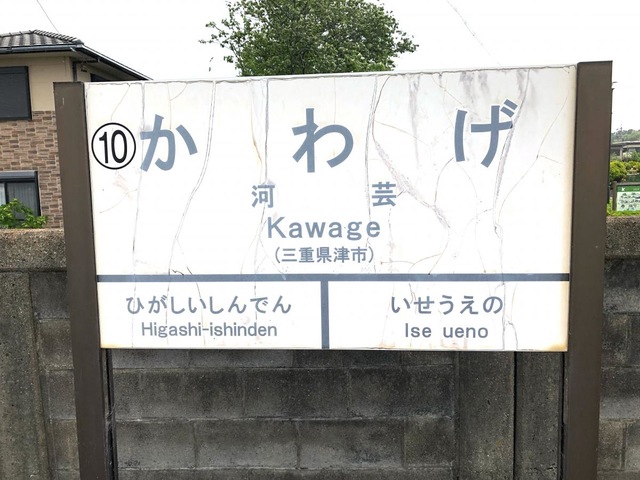 ⑩ かわげ
河芸
Kawage
(三重県津市)
ひがしいしんでん
Higashi-ishinden
いせうえの
Ise ueno